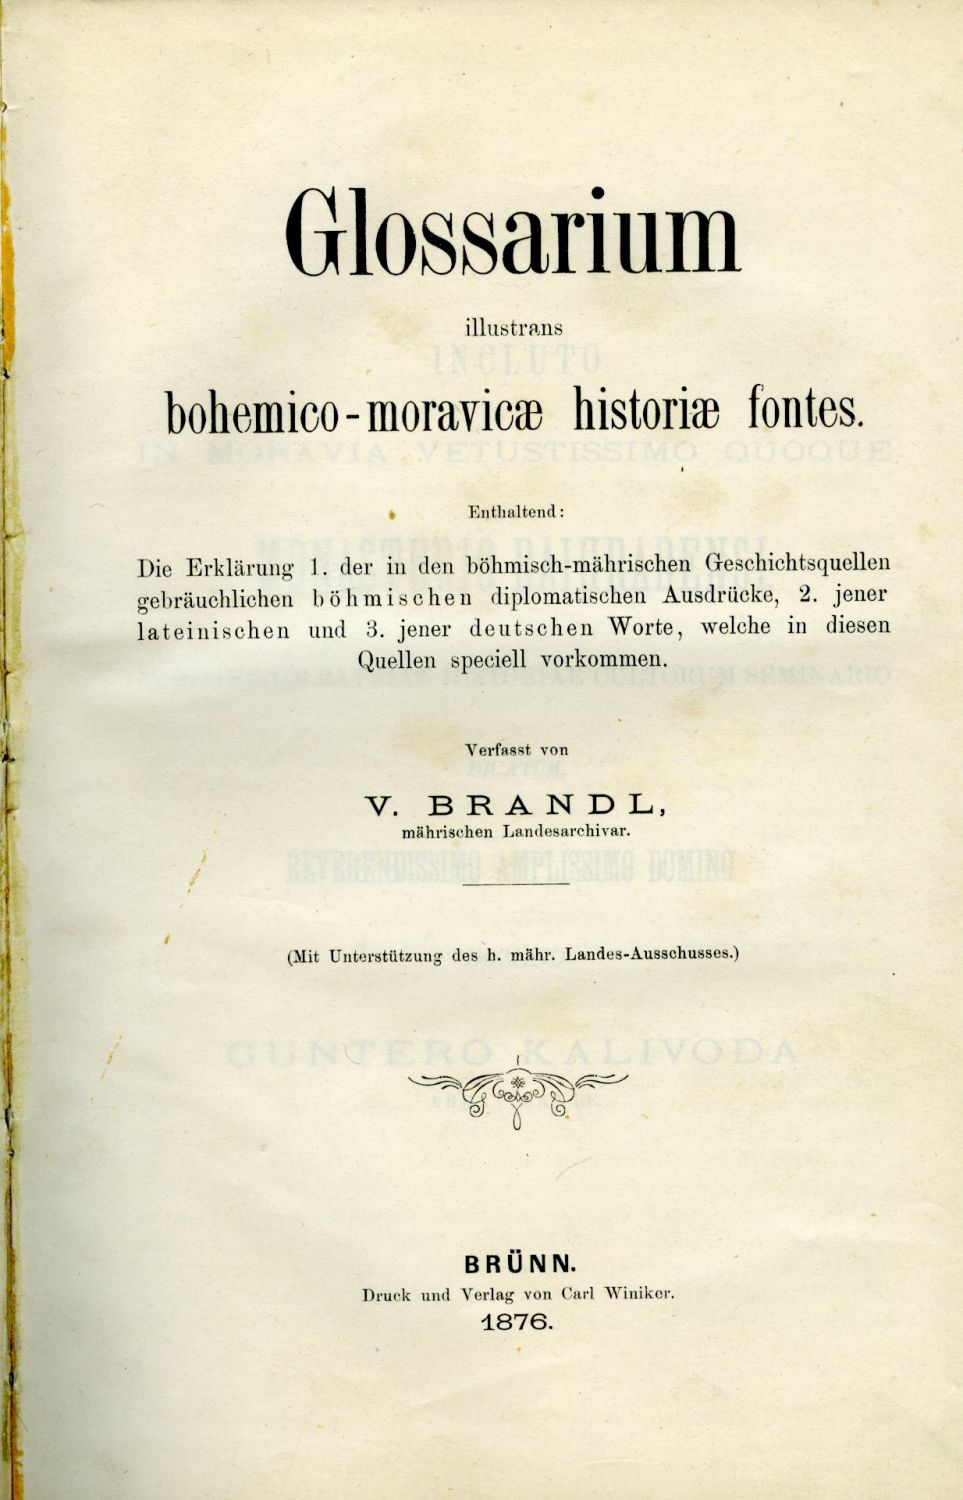 Glossarium
illustrans
bohemico-moravicæ historiæ fontes.
Enthaltend:
Die Erklärung 1. der in den böhmisch-mährischen Geschichtsquellen
gebräuchlichen böhmischen diplomatischen Ausdrücke, 2. jener
lateinischen und 3. jener deutschen Worte, welche in diesen
Quellen speciell vorkommen.
Verfasst von
V. BRANDL,
mährischen Landesarchivar.
(Mit Unterstützung des h. mähr. Landes-Ausschusses.)
BRÜNN.
Druck und Verlag von Carl Winiker.
1876.